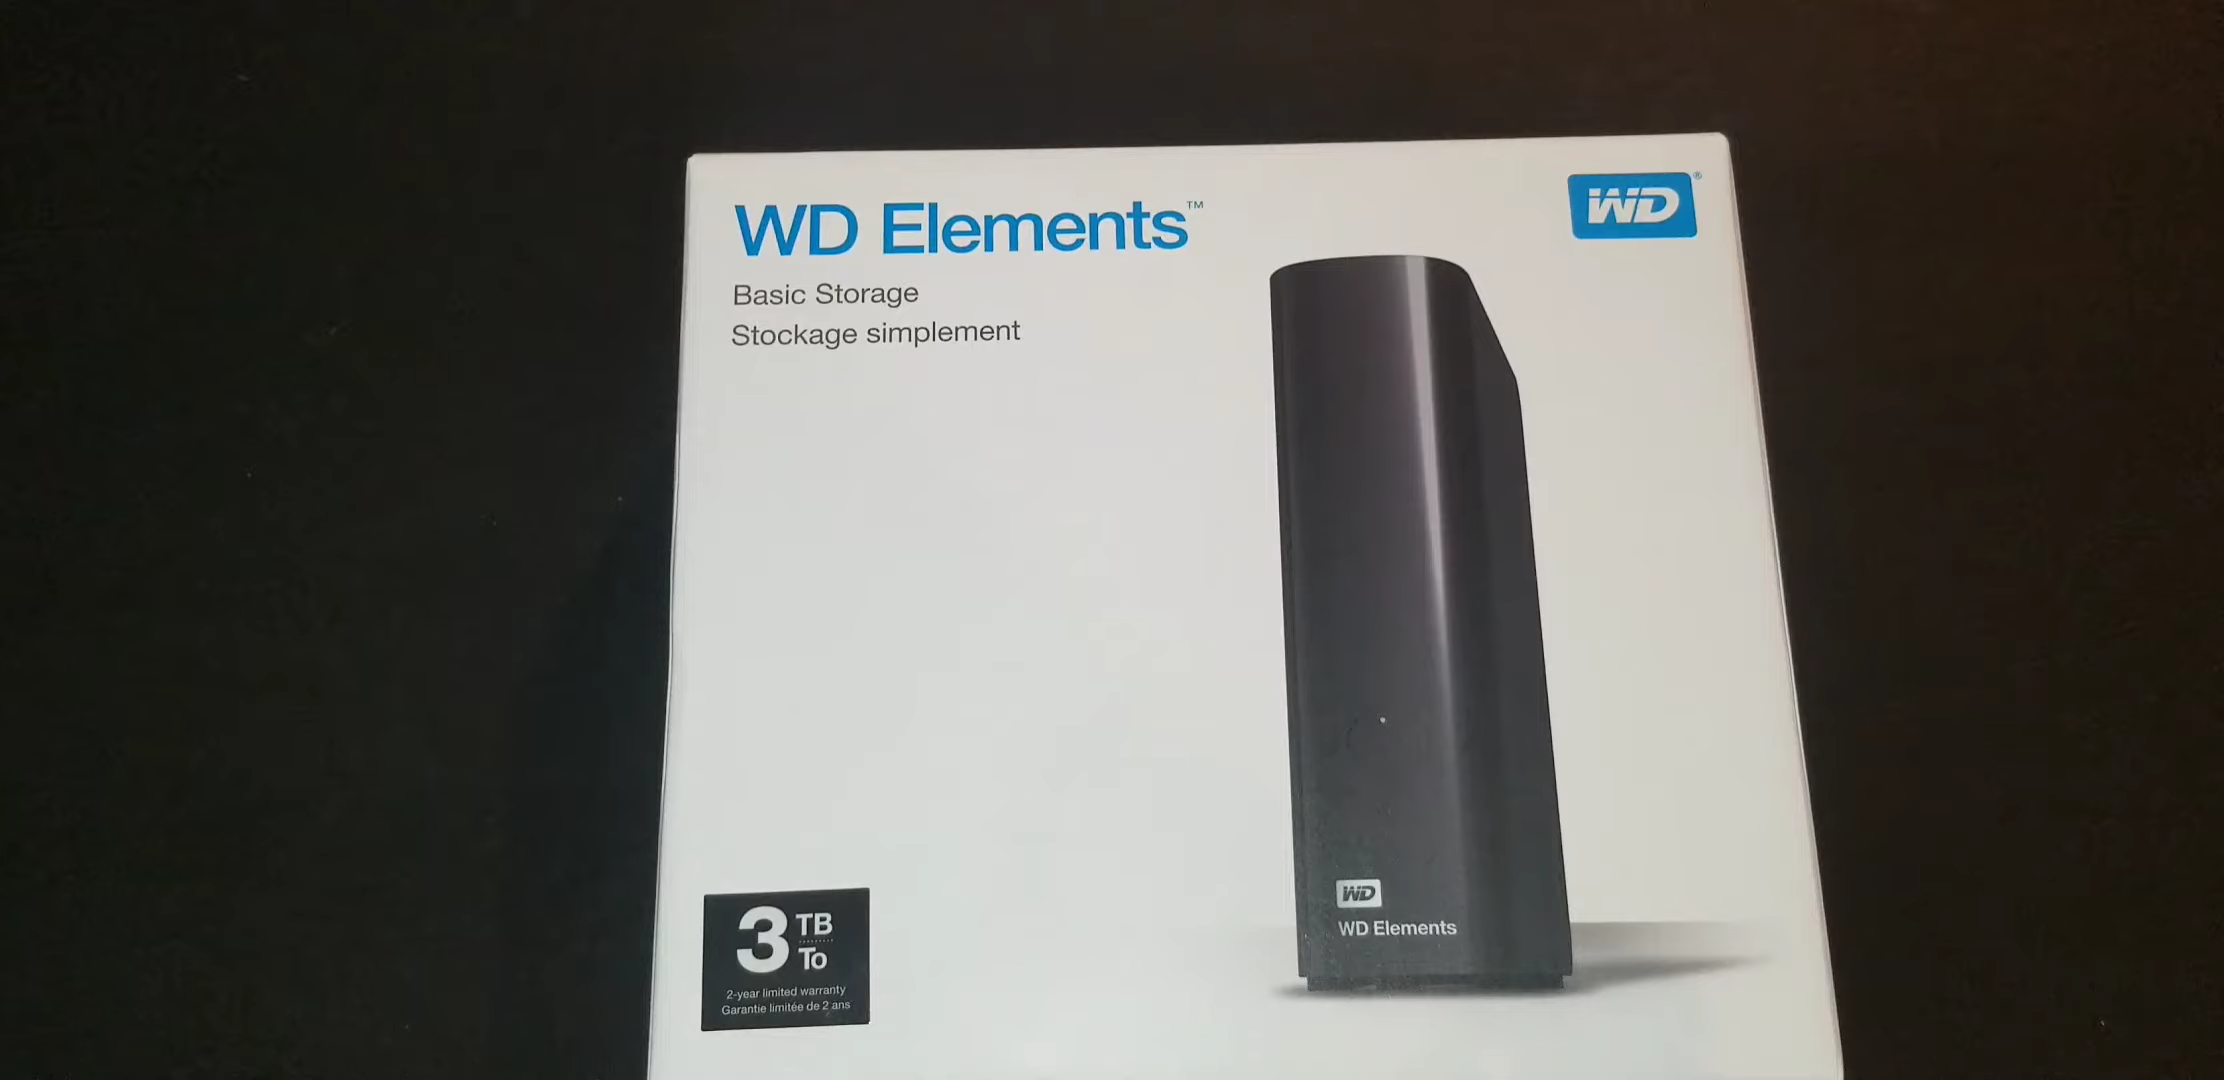 WD Elements™
WD®
Basic Storage
Stockage simplement
WD
WD Elements
3 TB
To
2-year limited warranty
Garantie limitée de 2 ans